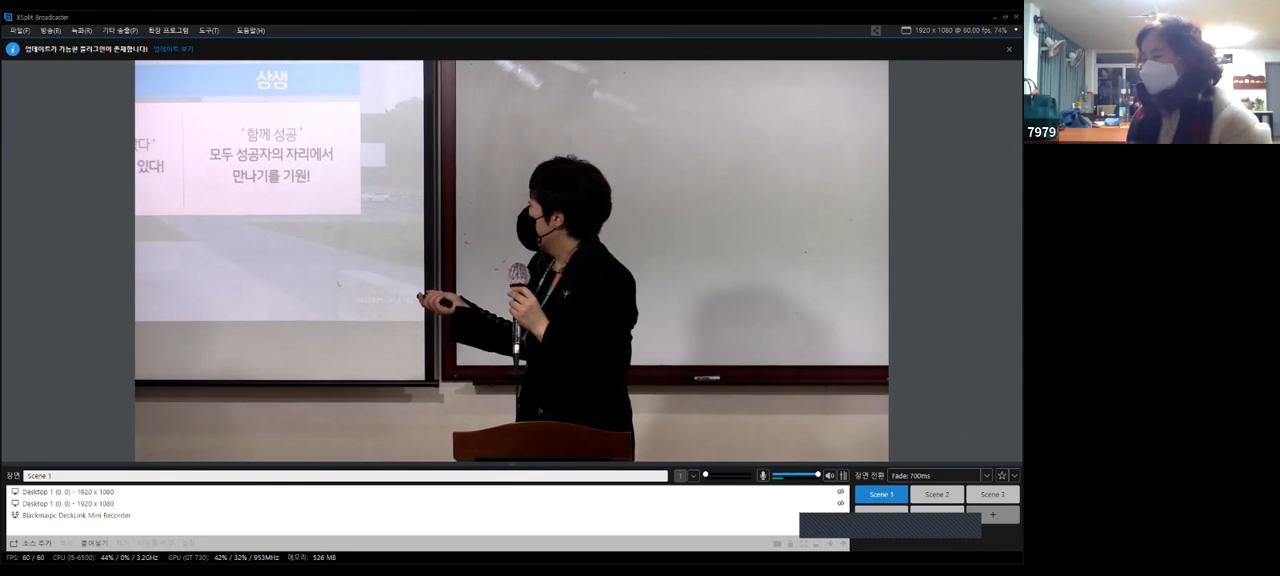 XSplit Broadcaster
파일(F) 방송(B) 녹화(R) 기타 송출(P) 확장 프로그램 도구(T) 도움말(H)
1920 x 1080 @ 60.00 fps, 74%
업데이트가 가능한 플러그인이 존재합니다! 업데이트 보기
상생
있다!
'함께 성공'
모두 성공자의 자리에서
만나기를 기원!
7979
장면 Scene 1
장면 전환 Fade: 700ms
Desktop 1 (0, 0) - 1920 x 1080
Desktop 1 (0, 0) - 1920 x 1080
Blackmagic DeckLink Mini Recorder
Scene 1 Scene 2 Scene 3
소스 추가 붙여넣기
FPS: 60 / 60 CPU (i5-6500): 44% / 0% / 3.2GHz GPU (GT 730): 42% / 32% / 953MHz 메모리: 526 MB